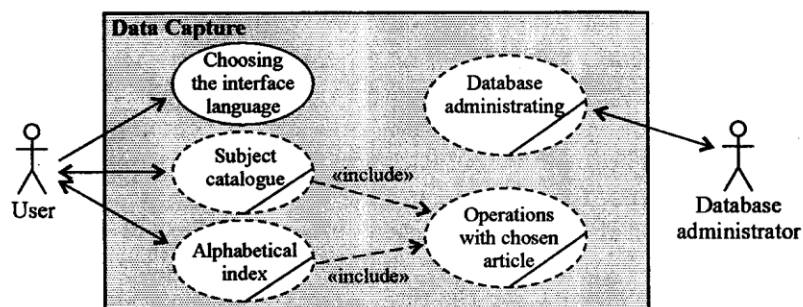 Data Capture
Choosing
the interface
language
Database
administrating
Subject
catalogue
«include»
User
Operations
with chosen
article
Database
administrator
Alphabetical
index
«include»